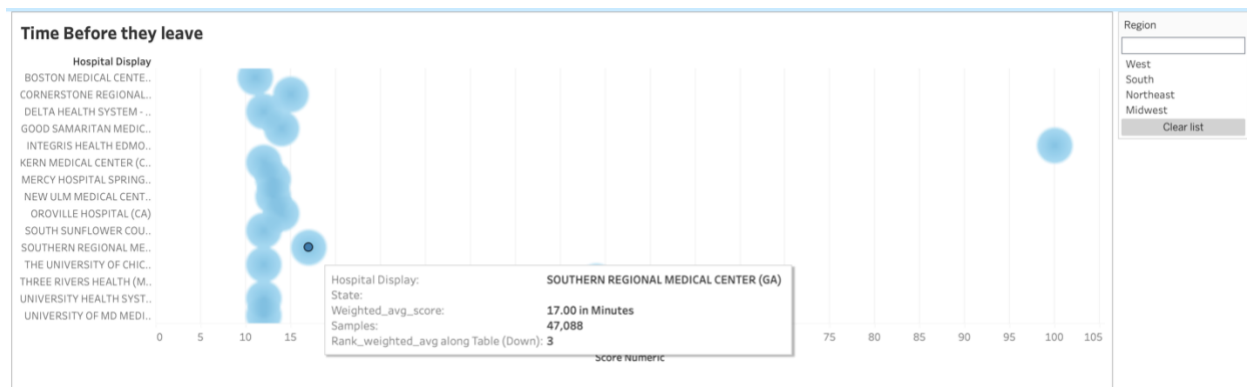 Time Before they leave
Hospital Display
BOSTON MEDICAL CENTE..
CORNERSTONE REGIONAL..
DELTA HEALTH SYSTEM - ..
GOOD SAMARITAN MEDIC..
INTEGRIS HEALTH EDMO..
KERN MEDICAL CENTER (C..
MERCY HOSPITAL SPRING..
NEW ULM MEDICAL CENT..
OROVILLE HOSPITAL (CA)
SOUTH SUNFLOWER COU..
SOUTHERN REGIONAL ME..
THE UNIVERSITY OF CHIC..
THREE RIVERS HEALTH (M..
UNIVERSITY HEALTH SYST..
UNIVERSITY OF MD MEDI..
Hospital Display: SOUTHERN REGIONAL MEDICAL CENTER (GA)
State:
Weighted_avg_score: 17.00 in Minutes
Samples: 47,088
Rank_weighted_avg along Table (Down): 3
0 5 10 15 75 80 85 90 95 100 105
Score Numeric
Region
West
South
Northeast
Midwest
Clear list